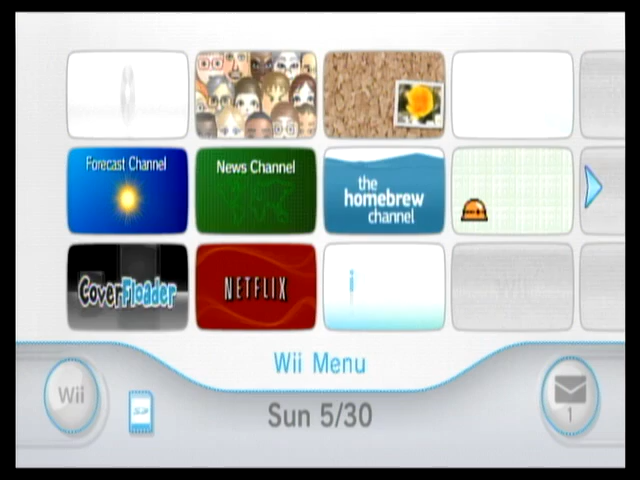 Forecast Channel
News Channel
the
homebrew
channel
CoverFloader
NETFLIX
i
Wii Menu
Wii
Sun 5/30
1